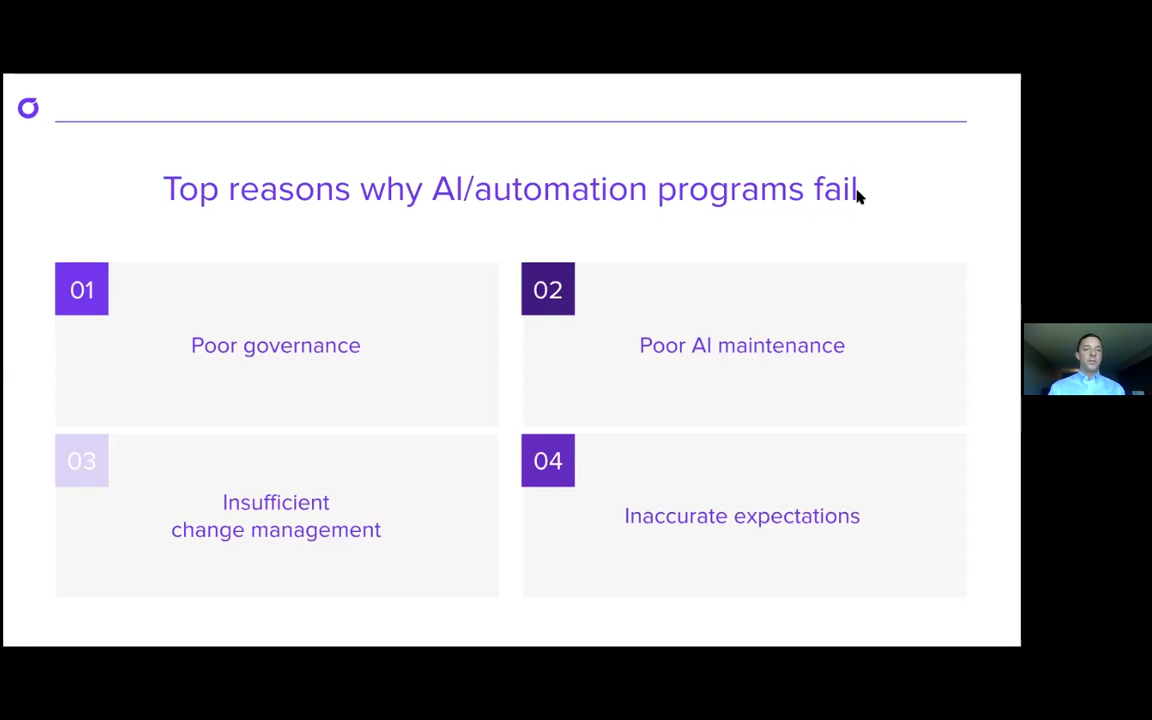 Top reasons why AI/automation programs fail
01
Poor governance
02
Poor AI maintenance
03
Insufficient
change management
04
Inaccurate expectations